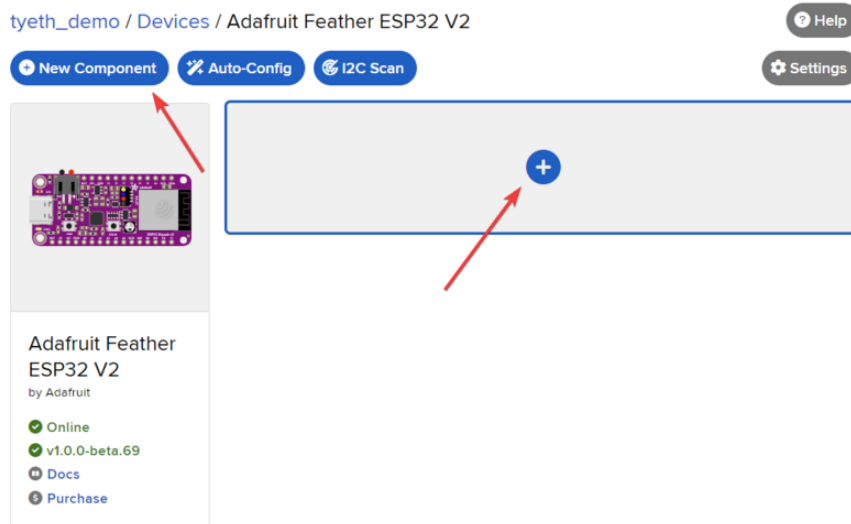 tyeth_demo / Devices / Adafruit Feather ESP32 V2
Help
New Component
Auto-Config
I2C Scan
Settings
Adafruit Feather
ESP32 V2
by Adafruit
Online
v1.0.0-beta.69
Docs
Purchase